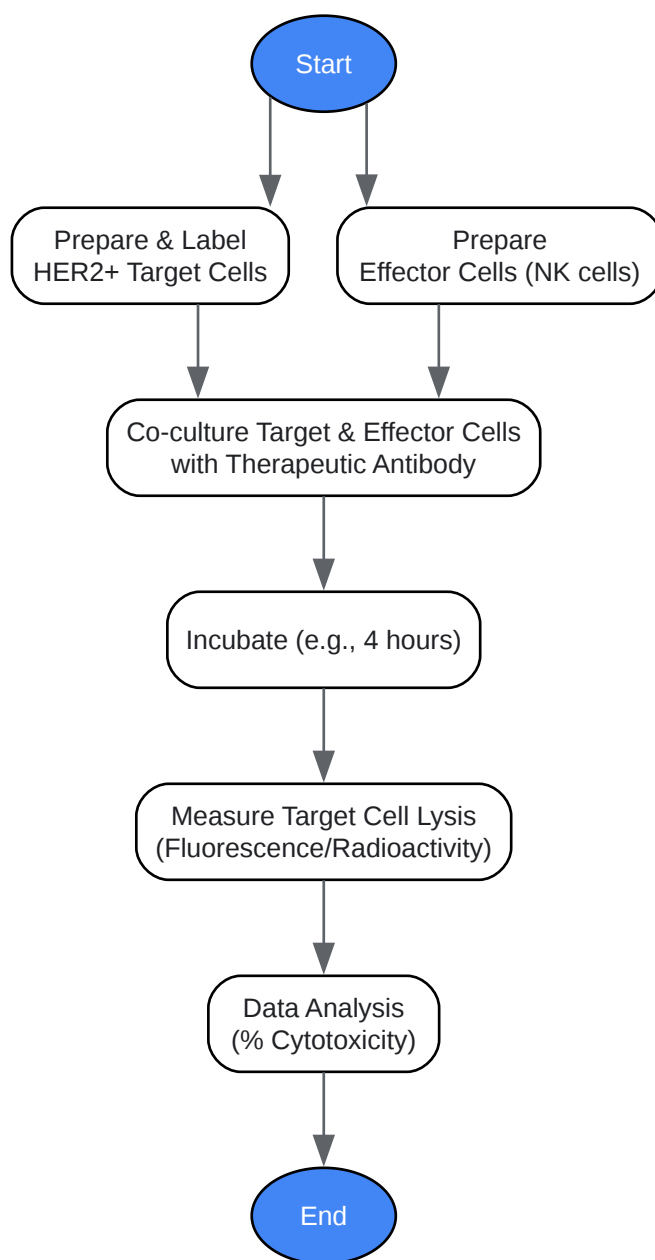 Start
Prepare & Label
HER2+ Target Cells
Prepare
Effector Cells (NK cells)
Co-culture Target & Effector Cells
with Therapeutic Antibody
Incubate (e.g., 4 hours)
Measure Target Cell Lysis
(Fluorescence/Radioactivity)
Data Analysis
(% Cytotoxicity)
End